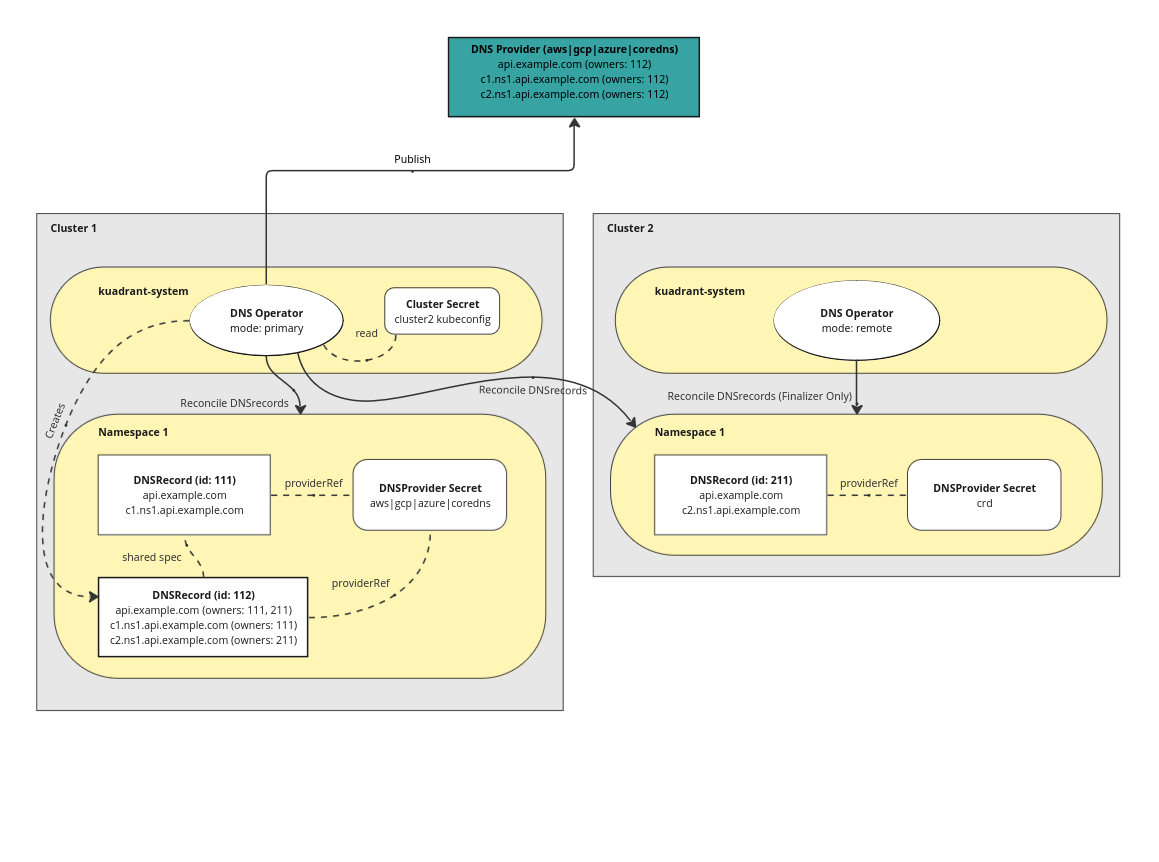 DNS Provider (aws|gcp|azure|coredns)
api.example.com (owners: 112)
c1.ns1.api.example.com (owners: 112)
c2.ns1.api.example.com (owners: 112)
Publish
Cluster 1
kuadrant-system
DNS Operator
mode: primary
Cluster Secret
cluster2 kubeconfig
read
Reconcile DNSrecords
Reconcile DNSrecords
Creates
Namespace 1
DNSRecord (id: 111)
api.example.com
c1.ns1.api.example.com
providerRef
DNSProvider Secret
aws|gcp|azure|coredns
shared spec
providerRef
DNSRecord (id: 112)
api.example.com (owners: 111, 211)
c1.ns1.api.example.com (owners: 111)
c2.ns1.api.example.com (owners: 211)
Cluster 2
kuadrant-system
DNS Operator
mode: remote
Reconcile DNSrecords (Finalizer Only)
Namespace 1
DNSRecord (id: 211)
api.example.com
c2.ns1.api.example.com
providerRef
DNSProvider Secret
crd